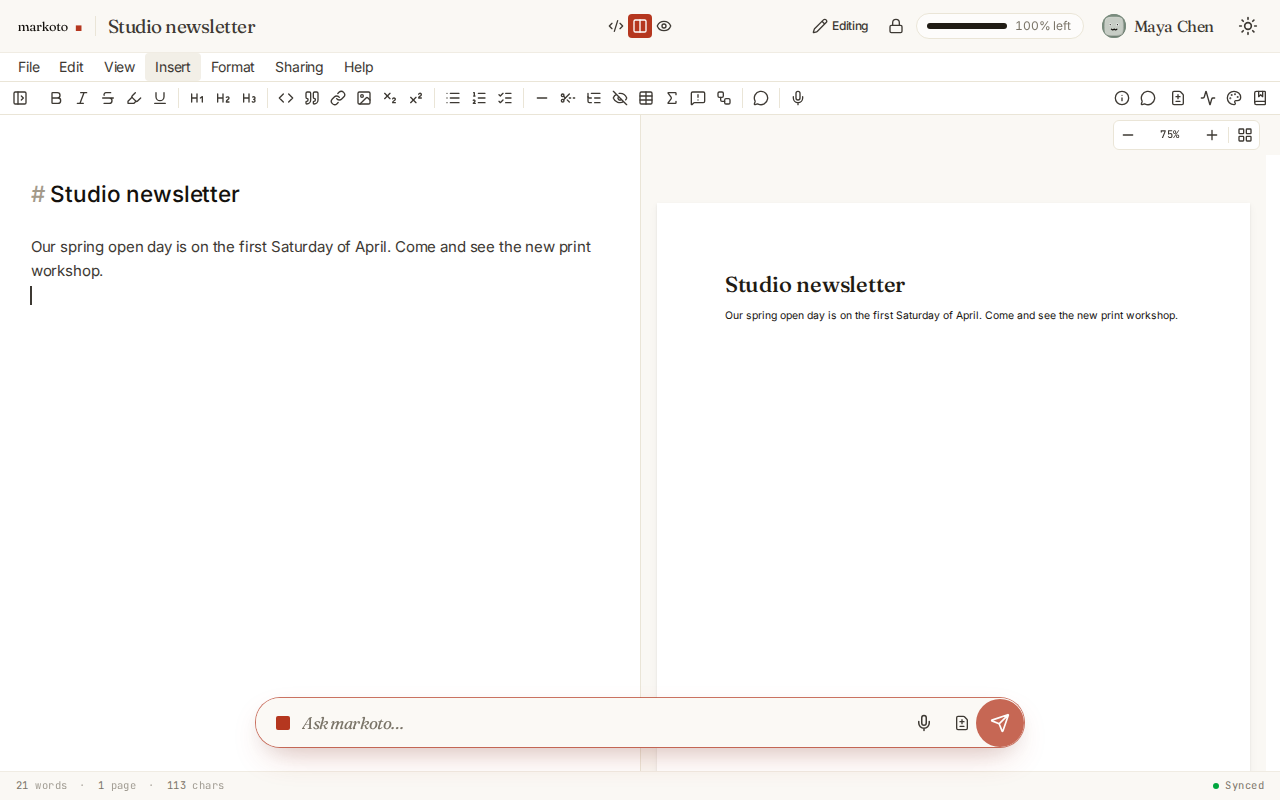 markoto
Studio newsletter
Editing
100% left
Maya Chen
File Edit View Insert Format Sharing Help
B I S U H1 H2 H3 X2 X2 Σ
75%
# Studio newsletter
Our spring open day is on the first Saturday of April. Come and see the new print
workshop.
Studio newsletter
Our spring open day is on the first Saturday of April. Come and see the new print workshop.
Ask markoto...
21 words · 1 page · 113 chars
Synced